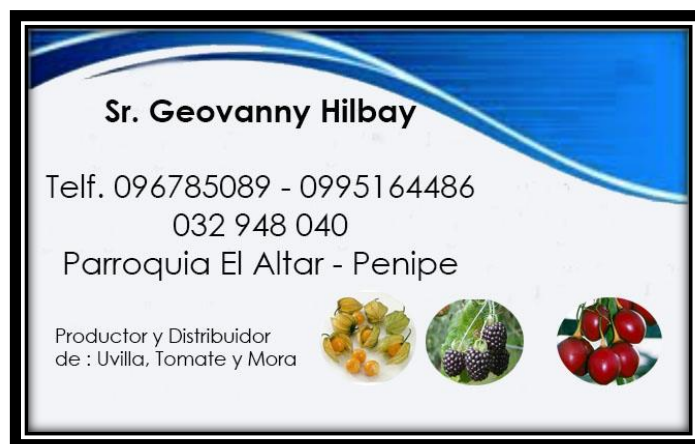 Sr. Geovanny Hilbay
Telf. 096785089 - 0995164486
032 948 040
Parroquia El Altar - Penipe
Productor y Distribuidor
de : Uvilla, Tomate y Mora